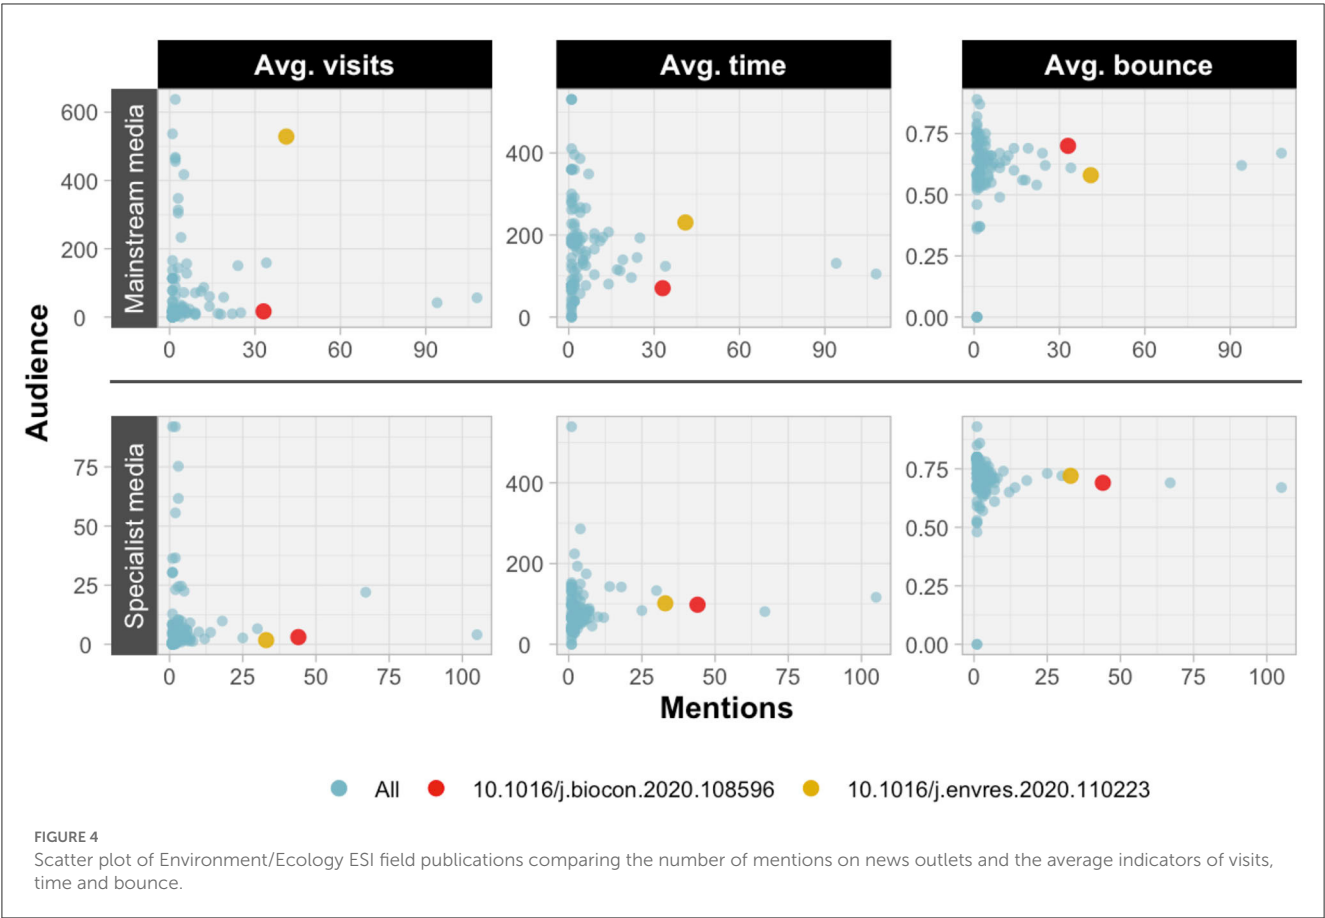 Avg. visits
Avg. time
Avg. bounce
Audience
Mainstream media
600
400
200
0
0 30 60 90
400
200
0
0 30 60 90
0.75
0.50
0.25
0.00
0 30 60 90
Specialist media
75
50
25
0
0 25 50 75 100
400
200
0
0 25 50 75 100
0.75
0.50
0.25
0.00
0 25 50 75 100
Mentions
All 10.1016/j.biocon.2020.108596 10.1016/j.envres.2020.110223
FIGURE 4
Scatter plot of Environment/Ecology ESI field publications comparing the number of mentions on news outlets and the average indicators of visits,
time and bounce.